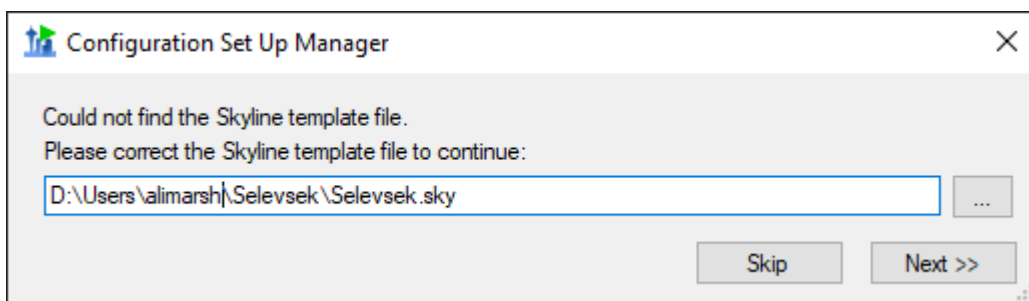 Configuration Set Up Manager
Could not find the Skyline template file.
Please correct the Skyline template file to continue:
D:\Users\alimarsh\Selevsek\Selevsek.sky
...
Skip
Next >>